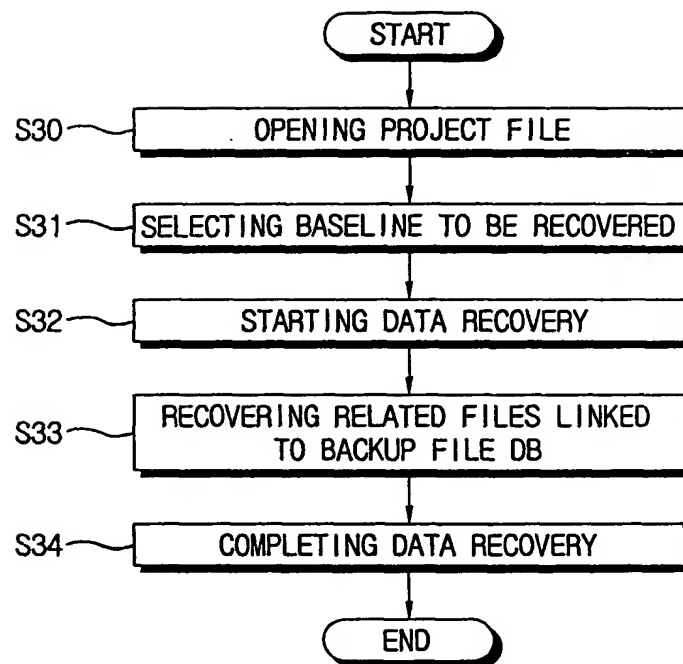 START
S30 OPENING PROJECT FILE
S31 SELECTING BASELINE TO BE RECOVERED
S32 STARTING DATA RECOVERY
S33 RECOVERING RELATED FILES LINKED
TO BACKUP FILE DB
S34 COMPLETING DATA RECOVERY
END